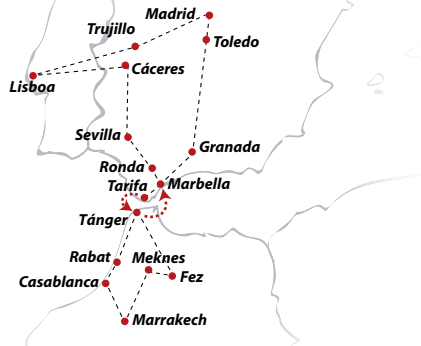 Madrid
Trujillo
Toledo
Cáceres
Lisboa
Sevilla
Granada
Ronda
Tarifa
Marbella
Tánger
Rabat
Meknes
Casablanca
Fez
Marrakech